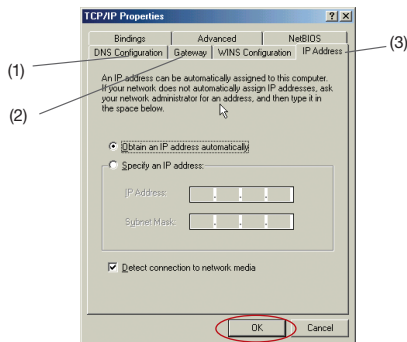 TCP/IP Properties
Bindings Advanced NetBIOS
DNS Configuration Gateway WINS Configuration IP Address
(1)
(2)
(3)
An IP address can be automatically assigned to this computer.
If your network does not automatically assign IP addresses, ask
your network administrator for an address, and then type it in
the space below.
Obtain an IP address automatically
Specify an IP address:
IP Address:
Subnet Mask:
Detect connection to network media
OK Cancel